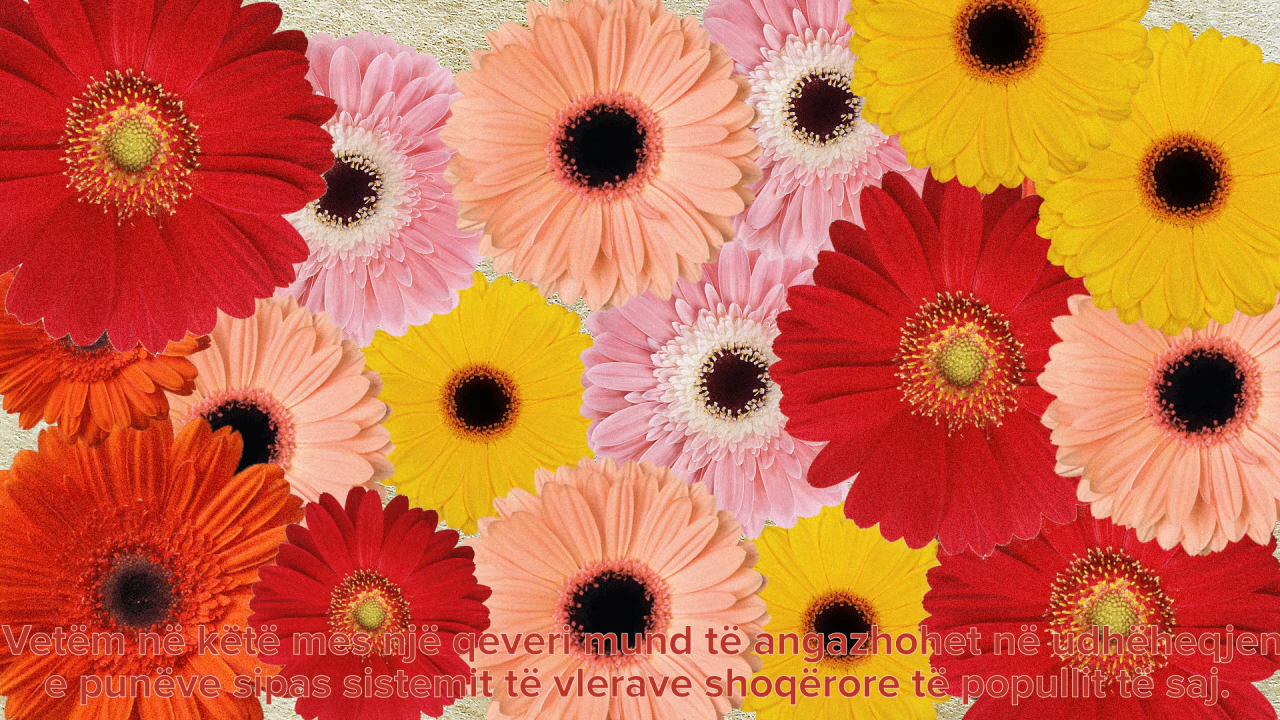 Vetëm në këtë mes një qeveri mund të angazhohet në udhëheqjen
e punëve sipas sistemit të vlerave shoqërore të popullit të saj.